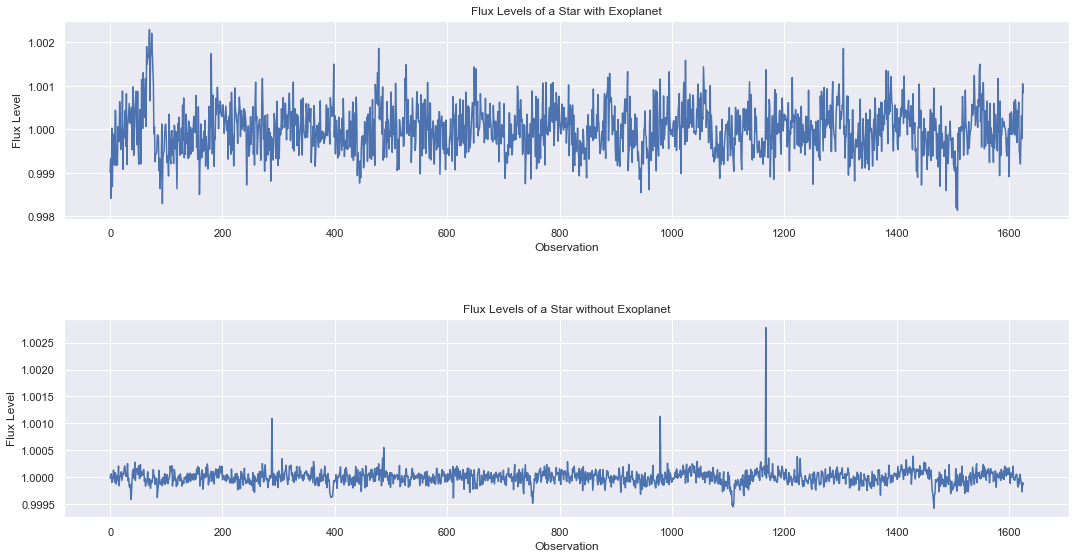 Flux Levels of a Star with Exoplanet
Flux Level
1.002
1.001
1.000
0.999
0.998
0 200 400 600 800 1000 1200 1400 1600
Observation
Flux Levels of a Star without Exoplanet
Flux Level
1.0025
1.0020
1.0015
1.0010
1.0005
1.0000
0.9995
0 200 400 600 800 1000 1200 1400 1600
Observation